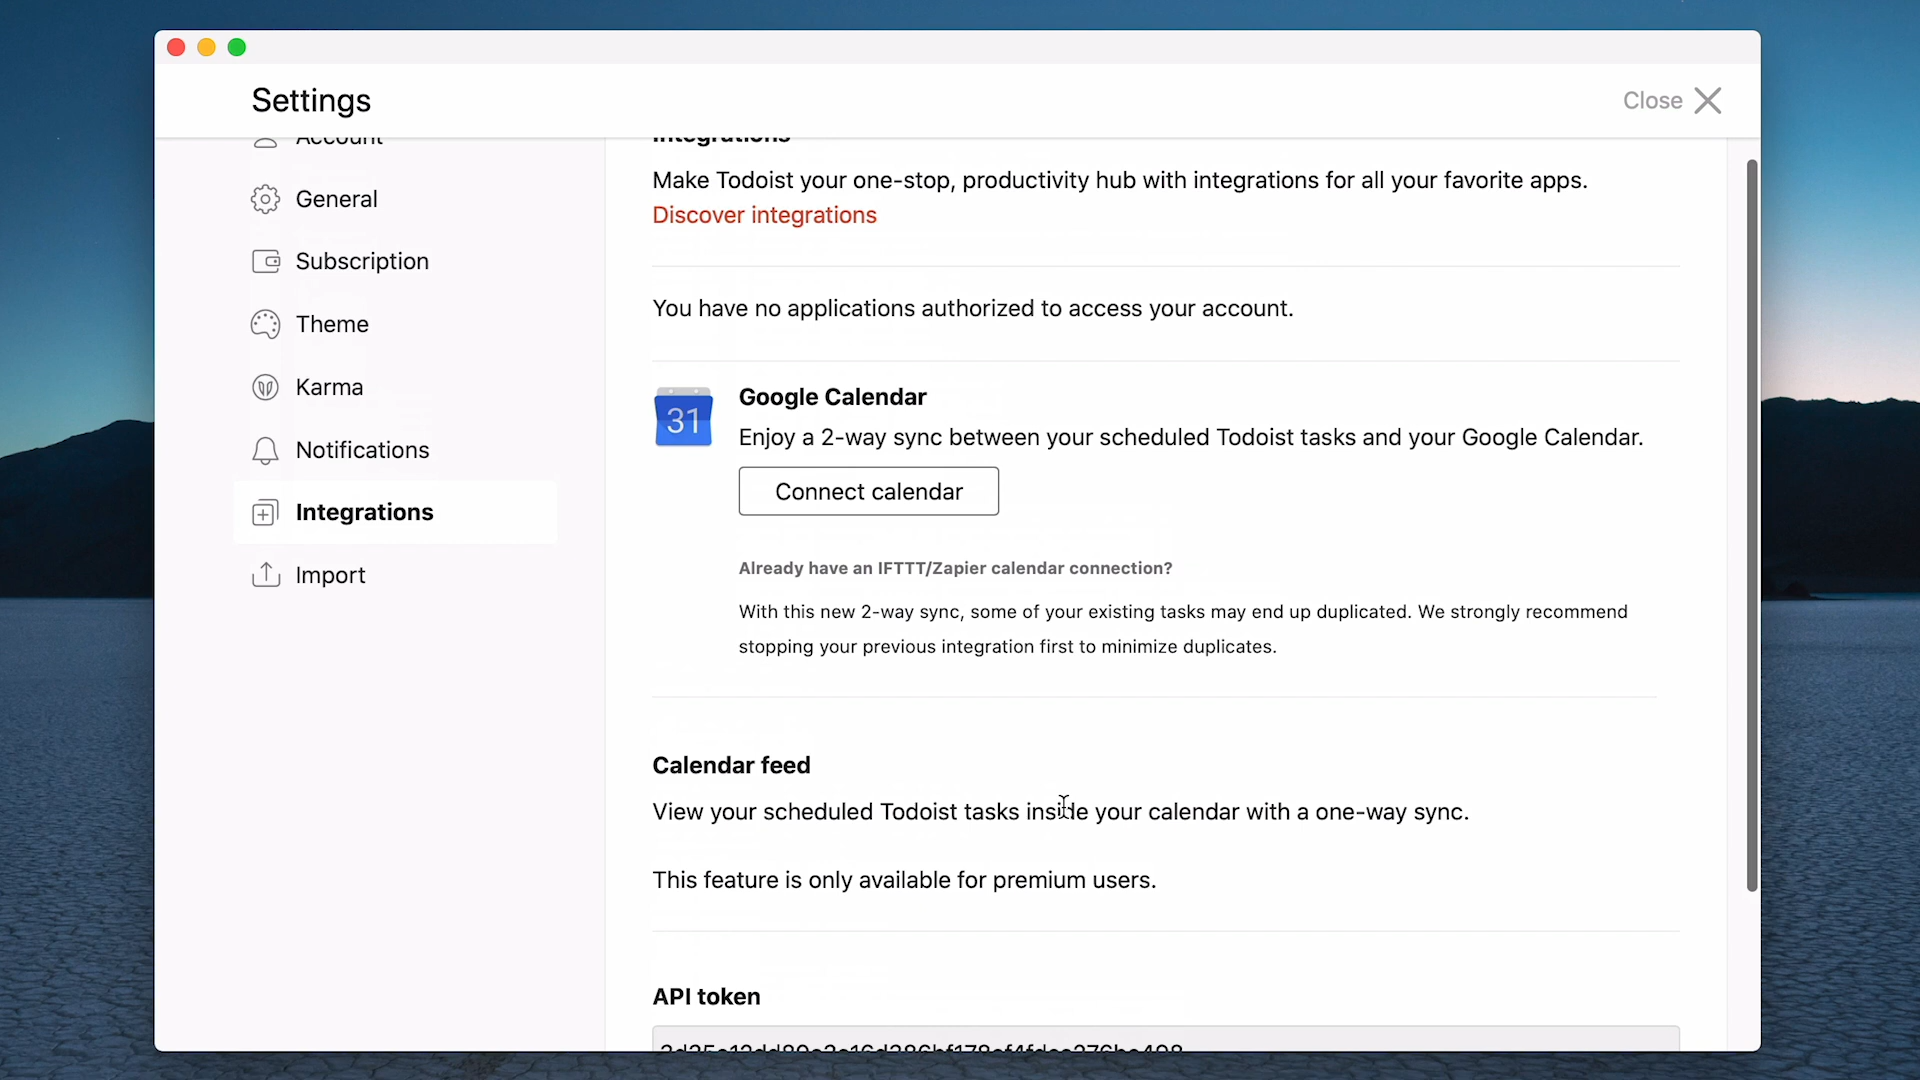 Settings
Close
Account
General
Subscription
Theme
Karma
Notifications
Integrations
Import
Integrations
Make Todoist your one-stop, productivity hub with integrations for all your favorite apps.
Discover integrations
You have no applications authorized to access your account.
31
Google Calendar
Enjoy a 2-way sync between your scheduled Todoist tasks and your Google Calendar.
Connect calendar
Already have an IFTTT/Zapier calendar connection?
With this new 2-way sync, some of your existing tasks may end up duplicated. We strongly recommend
stopping your previous integration first to minimize duplicates.
Calendar feed
View your scheduled Todoist tasks inside your calendar with a one-way sync.
This feature is only available for premium users.
API token